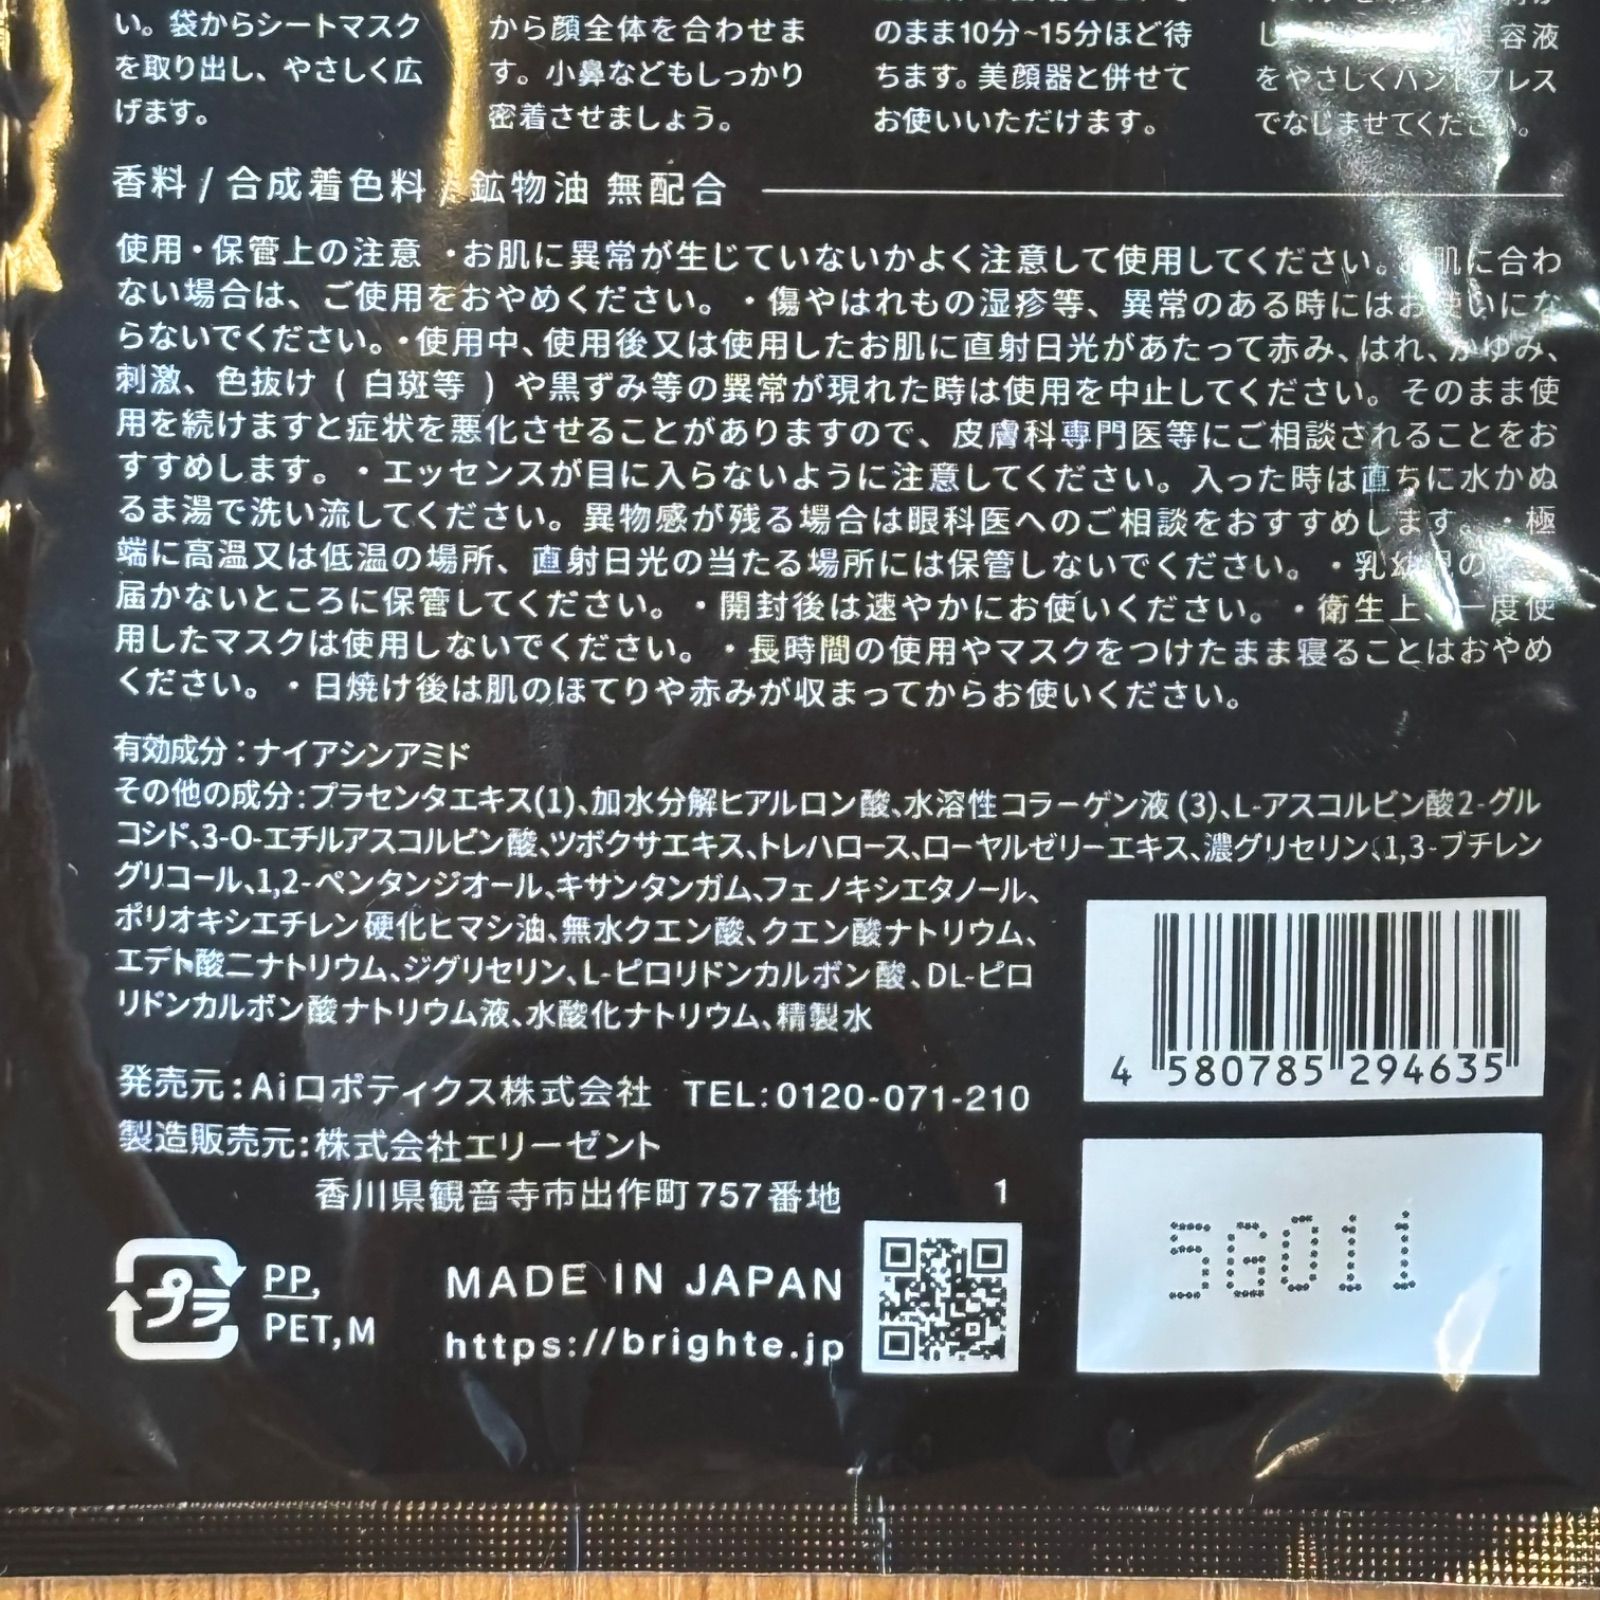 い。袋からシートマスク
を取り出し、やさしく広
げます。
から顔全体を合わせま
す。小鼻などもしっかり
密着させましょう。
のまま10分~15分ほど待
ちます。美顔器と併せて
お使いいただけます。
容液
をやさしくハンドプレス
でなじませてください。
香料/合成着色料/鉱物油 無配合
使用・保管上の注意 ・お肌に異常が生じていないかよく注意して使用してください。お肌に合わ
ない場合は、ご使用をおやめください。・傷やはれもの湿疹等、異常のある時にはお使いにな
らないでください。・使用中、使用後又は使用したお肌に直射日光があたって赤み、はれ、かゆみ、
刺激、色抜け(白斑等)や黒ずみ等の異常が現れた時は使用を中止してください。そのまま使
用を続けますと症状を悪化させることがありますので、皮膚科専門医等にご相談されることをお
すすめします。・エッセンスが目に入らないように注意してください。入った時は直ちに水かぬ
るま湯で洗い流してください。異物感が残る場合は眼科医へのご相談をおすすめします。・極
端に高温又は低温の場所、直射日光の当たる場所には保管しないでください。・乳幼児の
届かないところに保管してください。・開封後は速やかにお使いください。・衛生上、一度使
用したマスクは使用しないでください。・長時間の使用やマスクをつけたまま寝ることはおやめ
ください。・日焼け後は肌のほてりや赤みが収まってからお使いください。
有効成分：ナイアシンアミド
その他の成分：プラセンタエキス(1)、加水分解ヒアルロン酸、水溶性コラーゲン液(3)、L-アスコルビン酸2-グル
コシド、3-O-エチルアスコルビン酸、ツボクサエキス、トレハロース、ローヤルゼリーエキス、濃グリセリン、1,3-ブチレン
グリコール、1,2-ペンタンジオール、キサンタンガム、フェノキシエタノール、
ポリオキシエチレン硬化ヒマシ油、無水クエン酸、クエン酸ナトリウム、
エデト酸二ナトリウム、ジグリセリン、L-ピロリドンカルボン酸、DL-ピロ
リドンカルボン酸ナトリウム液、水酸化ナトリウム、精製水
発売元：Aiロボティクス株式会社 TEL：0120-071-210
製造販売元：株式会社エリーゼント
香川県観音寺市出作町757番地 1
4 580785 294635
5G011
プラ
PP,
PET,M
MADE IN JAPAN
https://brighte.jp